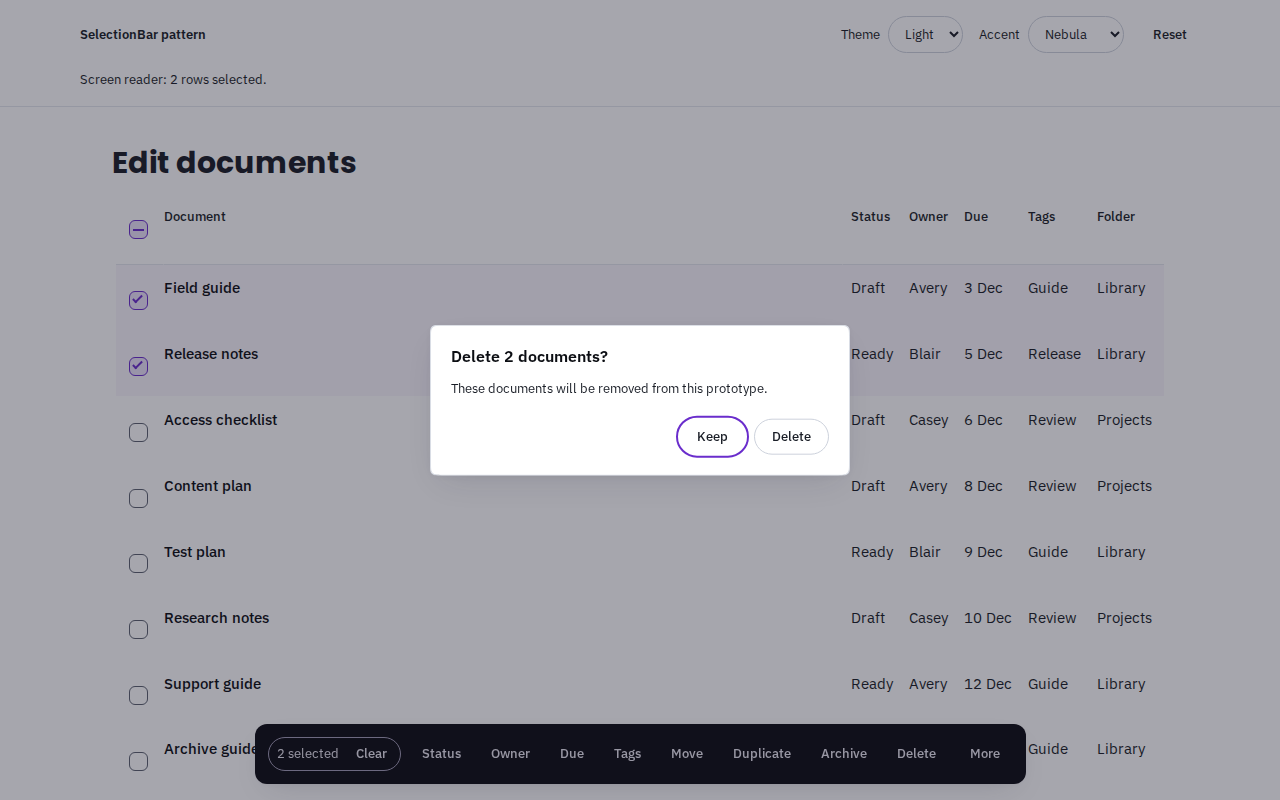 SelectionBar pattern
Theme Light Accent Nebula Reset
Screen reader: 2 rows selected.
Edit documents
Document Status Owner Due Tags Folder
Field guide Draft Avery 3 Dec Guide Library
Release notes Ready Blair 5 Dec Release Library
Access checklist Draft Casey 6 Dec Review Projects
Content plan Draft Avery 8 Dec Review Projects
Test plan Ready Blair 9 Dec Guide Library
Research notes Draft Casey 10 Dec Review Projects
Support guide Ready Avery 12 Dec Guide Library
Archive guide Guide Library
Delete 2 documents?
These documents will be removed from this prototype.
Keep Delete
2 selected Clear Status Owner Due Tags Move Duplicate Archive Delete More